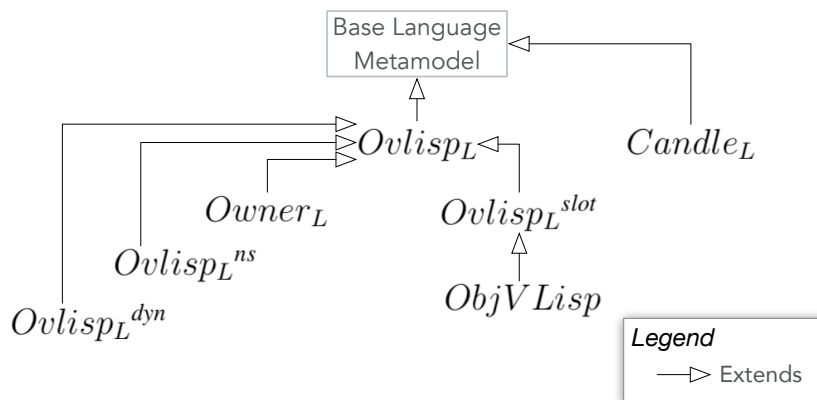 Base Language
Metamodel
Ovlisp_L
Candle_L
Owner_L
Ovlisp_L^slot
Ovlisp_L^ns
ObjVLisp
Ovlisp_L^dyn
Legend
Extends